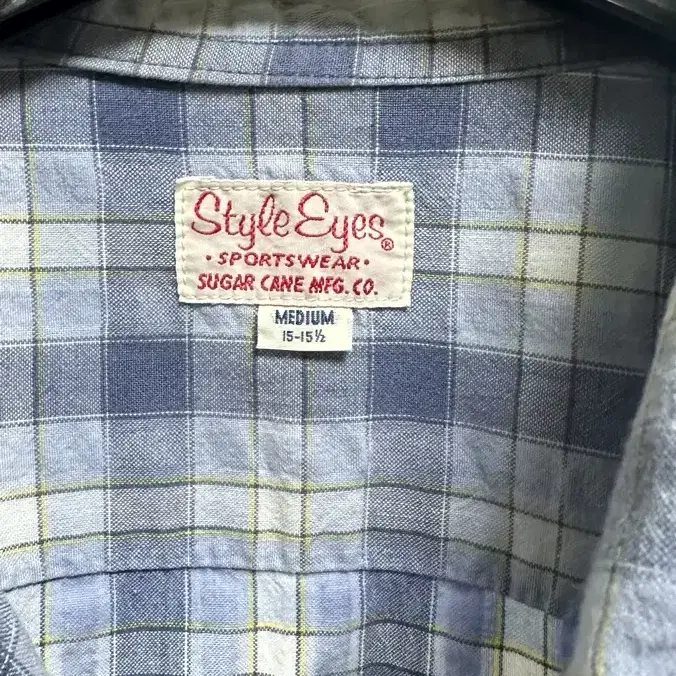 Style Eyes®
• SPORTSWEAR •
SUGAR CANE MFG. CO.
MEDIUM
15-15½